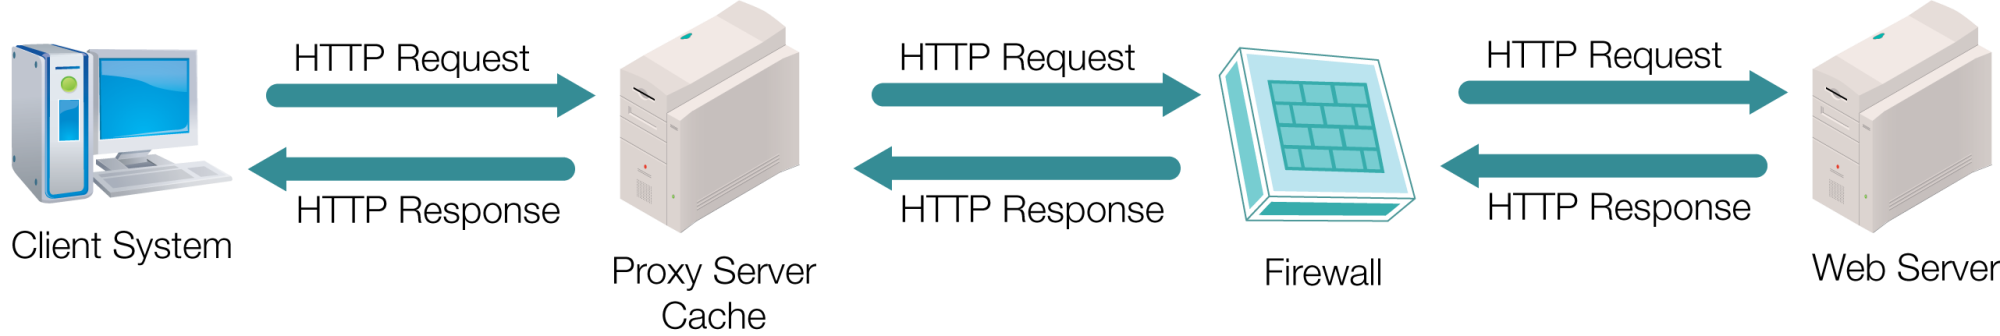 HTTP Request
HTTP Response
HTTP Request
HTTP Response
HTTP Request
HTTP Response
Client System
Proxy Server
Cache
Firewall
Web Server